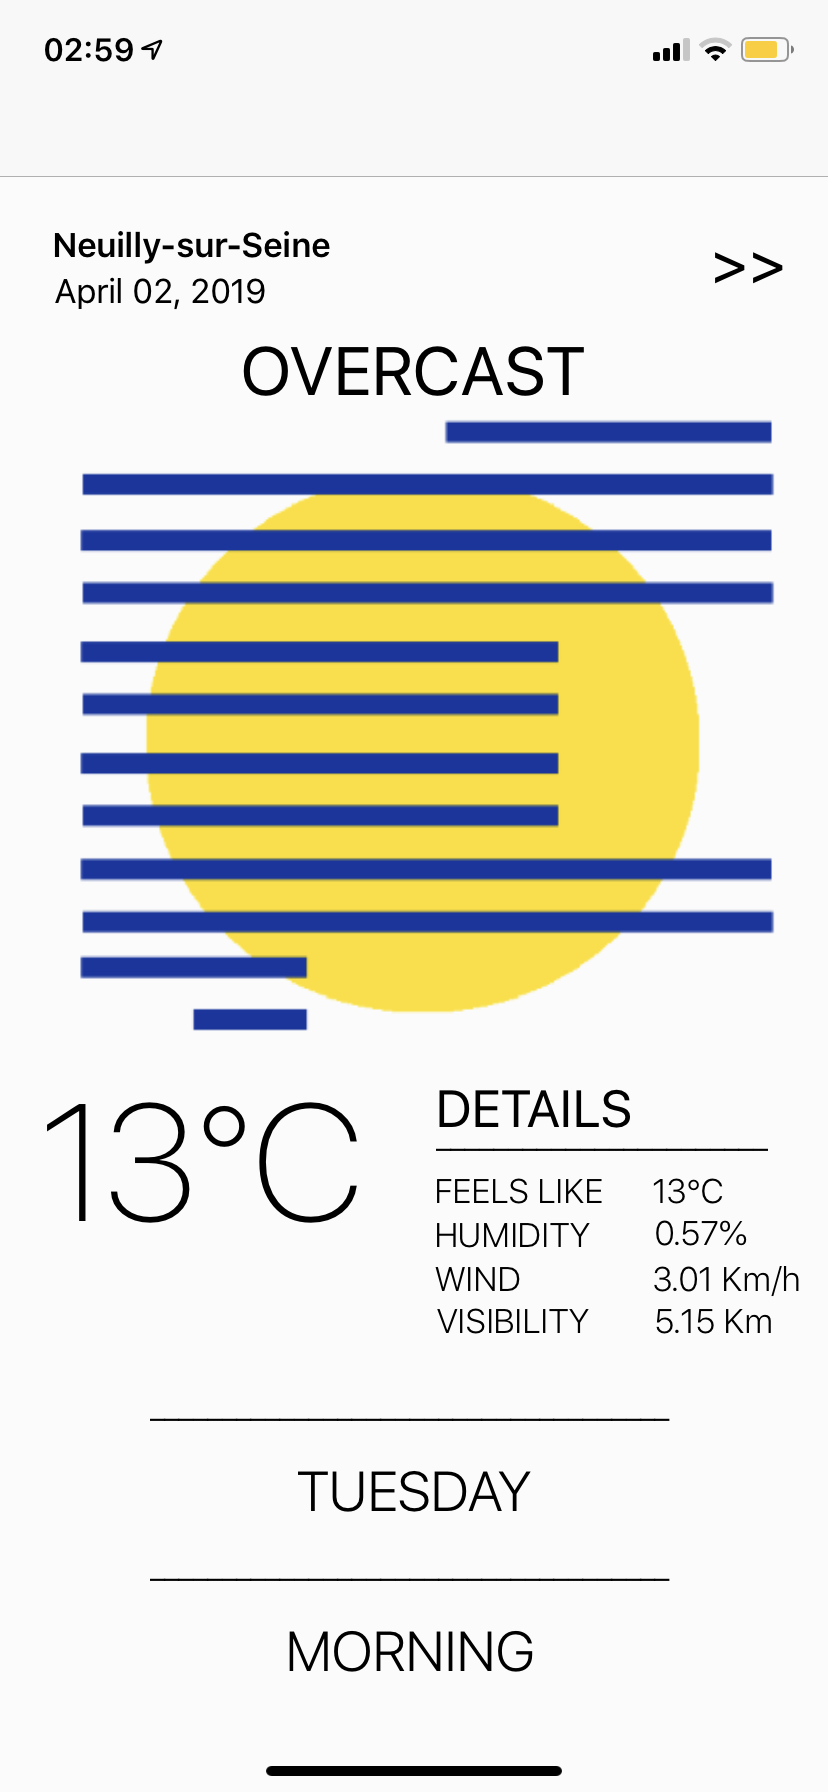 02:59
Neuilly-sur-Seine
April 02, 2019
>>
OVERCAST
13°C
DETAILS
FEELS LIKE 13°C
HUMIDITY 0.57%
WIND 3.01 Km/h
VISIBILITY 5.15 Km
TUESDAY
MORNING